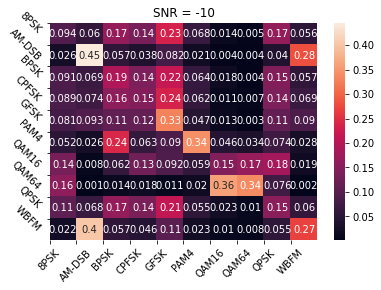 SNR = -10
8PSK 0.094 0.06 0.17 0.14 0.23 0.068 0.014 0.005 0.17 0.056
AM-DSB 0.026 0.45 0.057 0.038 0.082 0.021 0.004 0.004 0.04 0.28
BPSK 0.091 0.069 0.19 0.14 0.22 0.064 0.018 0.004 0.15 0.057
CPFSK 0.089 0.074 0.16 0.15 0.24 0.062 0.011 0.007 0.14 0.069
GFSK 0.081 0.093 0.11 0.12 0.33 0.047 0.013 0.003 0.11 0.09
PAM4 0.052 0.026 0.24 0.063 0.09 0.34 0.046 0.034 0.074 0.028
QAM16 0.14 0.008 0.062 0.13 0.092 0.059 0.15 0.17 0.18 0.019
QAM64 0.16 0.001 0.014 0.018 0.011 0.02 0.36 0.34 0.076 0.002
QPSK 0.11 0.068 0.17 0.14 0.21 0.055 0.023 0.01 0.15 0.06
WBFM 0.022 0.4 0.057 0.046 0.11 0.023 0.01 0.008 0.055 0.27
8PSK AM-DSB BPSK CPFSK GFSK PAM4 QAM16 QAM64 QPSK WBFM
0.40
0.35
0.30
0.25
0.20
0.15
0.10
0.05